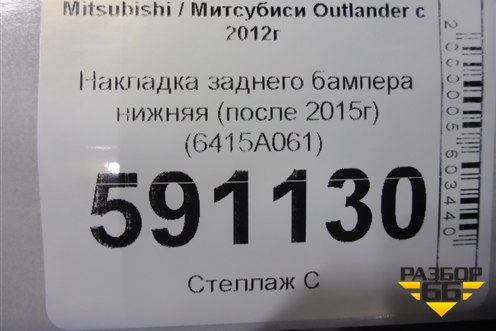 Mitsubishi / Митсубиси Outlander с
2012г
Накладка заднего бампера
нижняя (после 2015г)
(6415A061)
591130
Стеллаж С
2000005603440
РАЗБОР
66